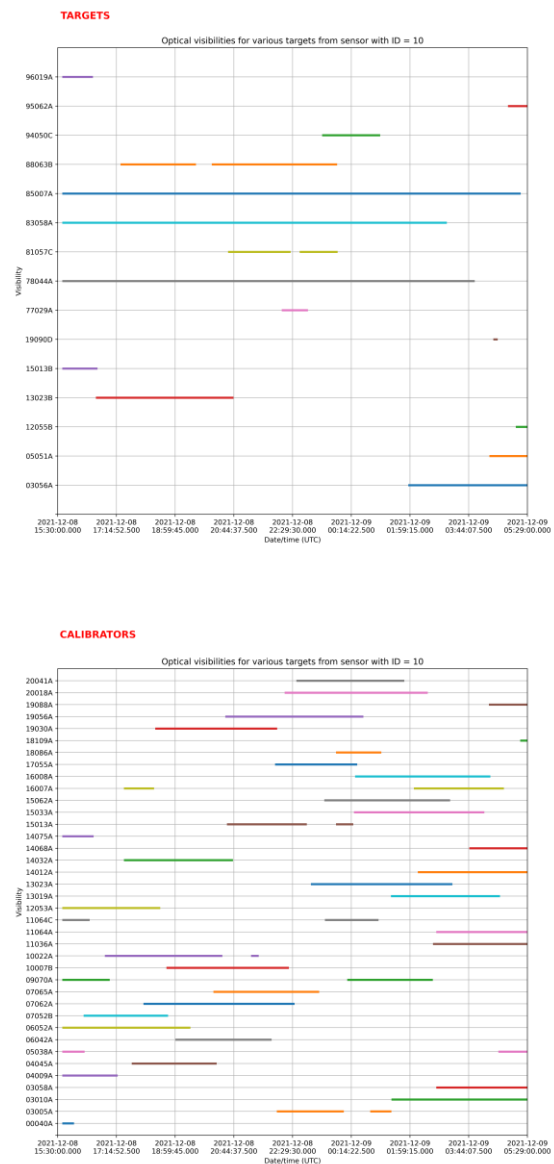 TARGETS
Optical visibilities for various targets from sensor with ID = 10
96019A
95062A
94050C
88063B
85007A
83058A
81057C
78044A
Visibility
77029A
19090D
15013B
13023B
12055B
05051A
03056A
2021-12-08 2021-12-08 2021-12-08 2021-12-08 2021-12-08 2021-12-09 2021-12-09 2021-12-09 2021-12-09
15:30:00.000 17:14:52.500 18:59:45.000 20:44:37.500 22:29:30.000 00:14:22.500 01:59:15.000 03:44:07.500 05:29:00.000
Date/time (UTC)
CALIBRATORS
Optical visibilities for various targets from sensor with ID = 10
20041A
20018A
19088A
19056A
19030A
18109A
18086A
17055A
16008A
16007A
15062A
15033A
15013A
14075A
14068A
14032A
14012A
13023A
13019A
12053A
Visibility
11064C
11064A
11036A
10022A
10007B
09070A
07065A
07062A
07052B
06052A
06042A
05038A
04045A
04009A
03058A
03010A
03005A
00040A
2021-12-08 2021-12-08 2021-12-08 2021-12-08 2021-12-08 2021-12-09 2021-12-09 2021-12-09 2021-12-09
15:30:00.000 17:14:52.500 18:59:45.000 20:44:37.500 22:29:30.000 00:14:22.500 01:59:15.000 03:44:07.500 05:29:00.000
Date/time (UTC)